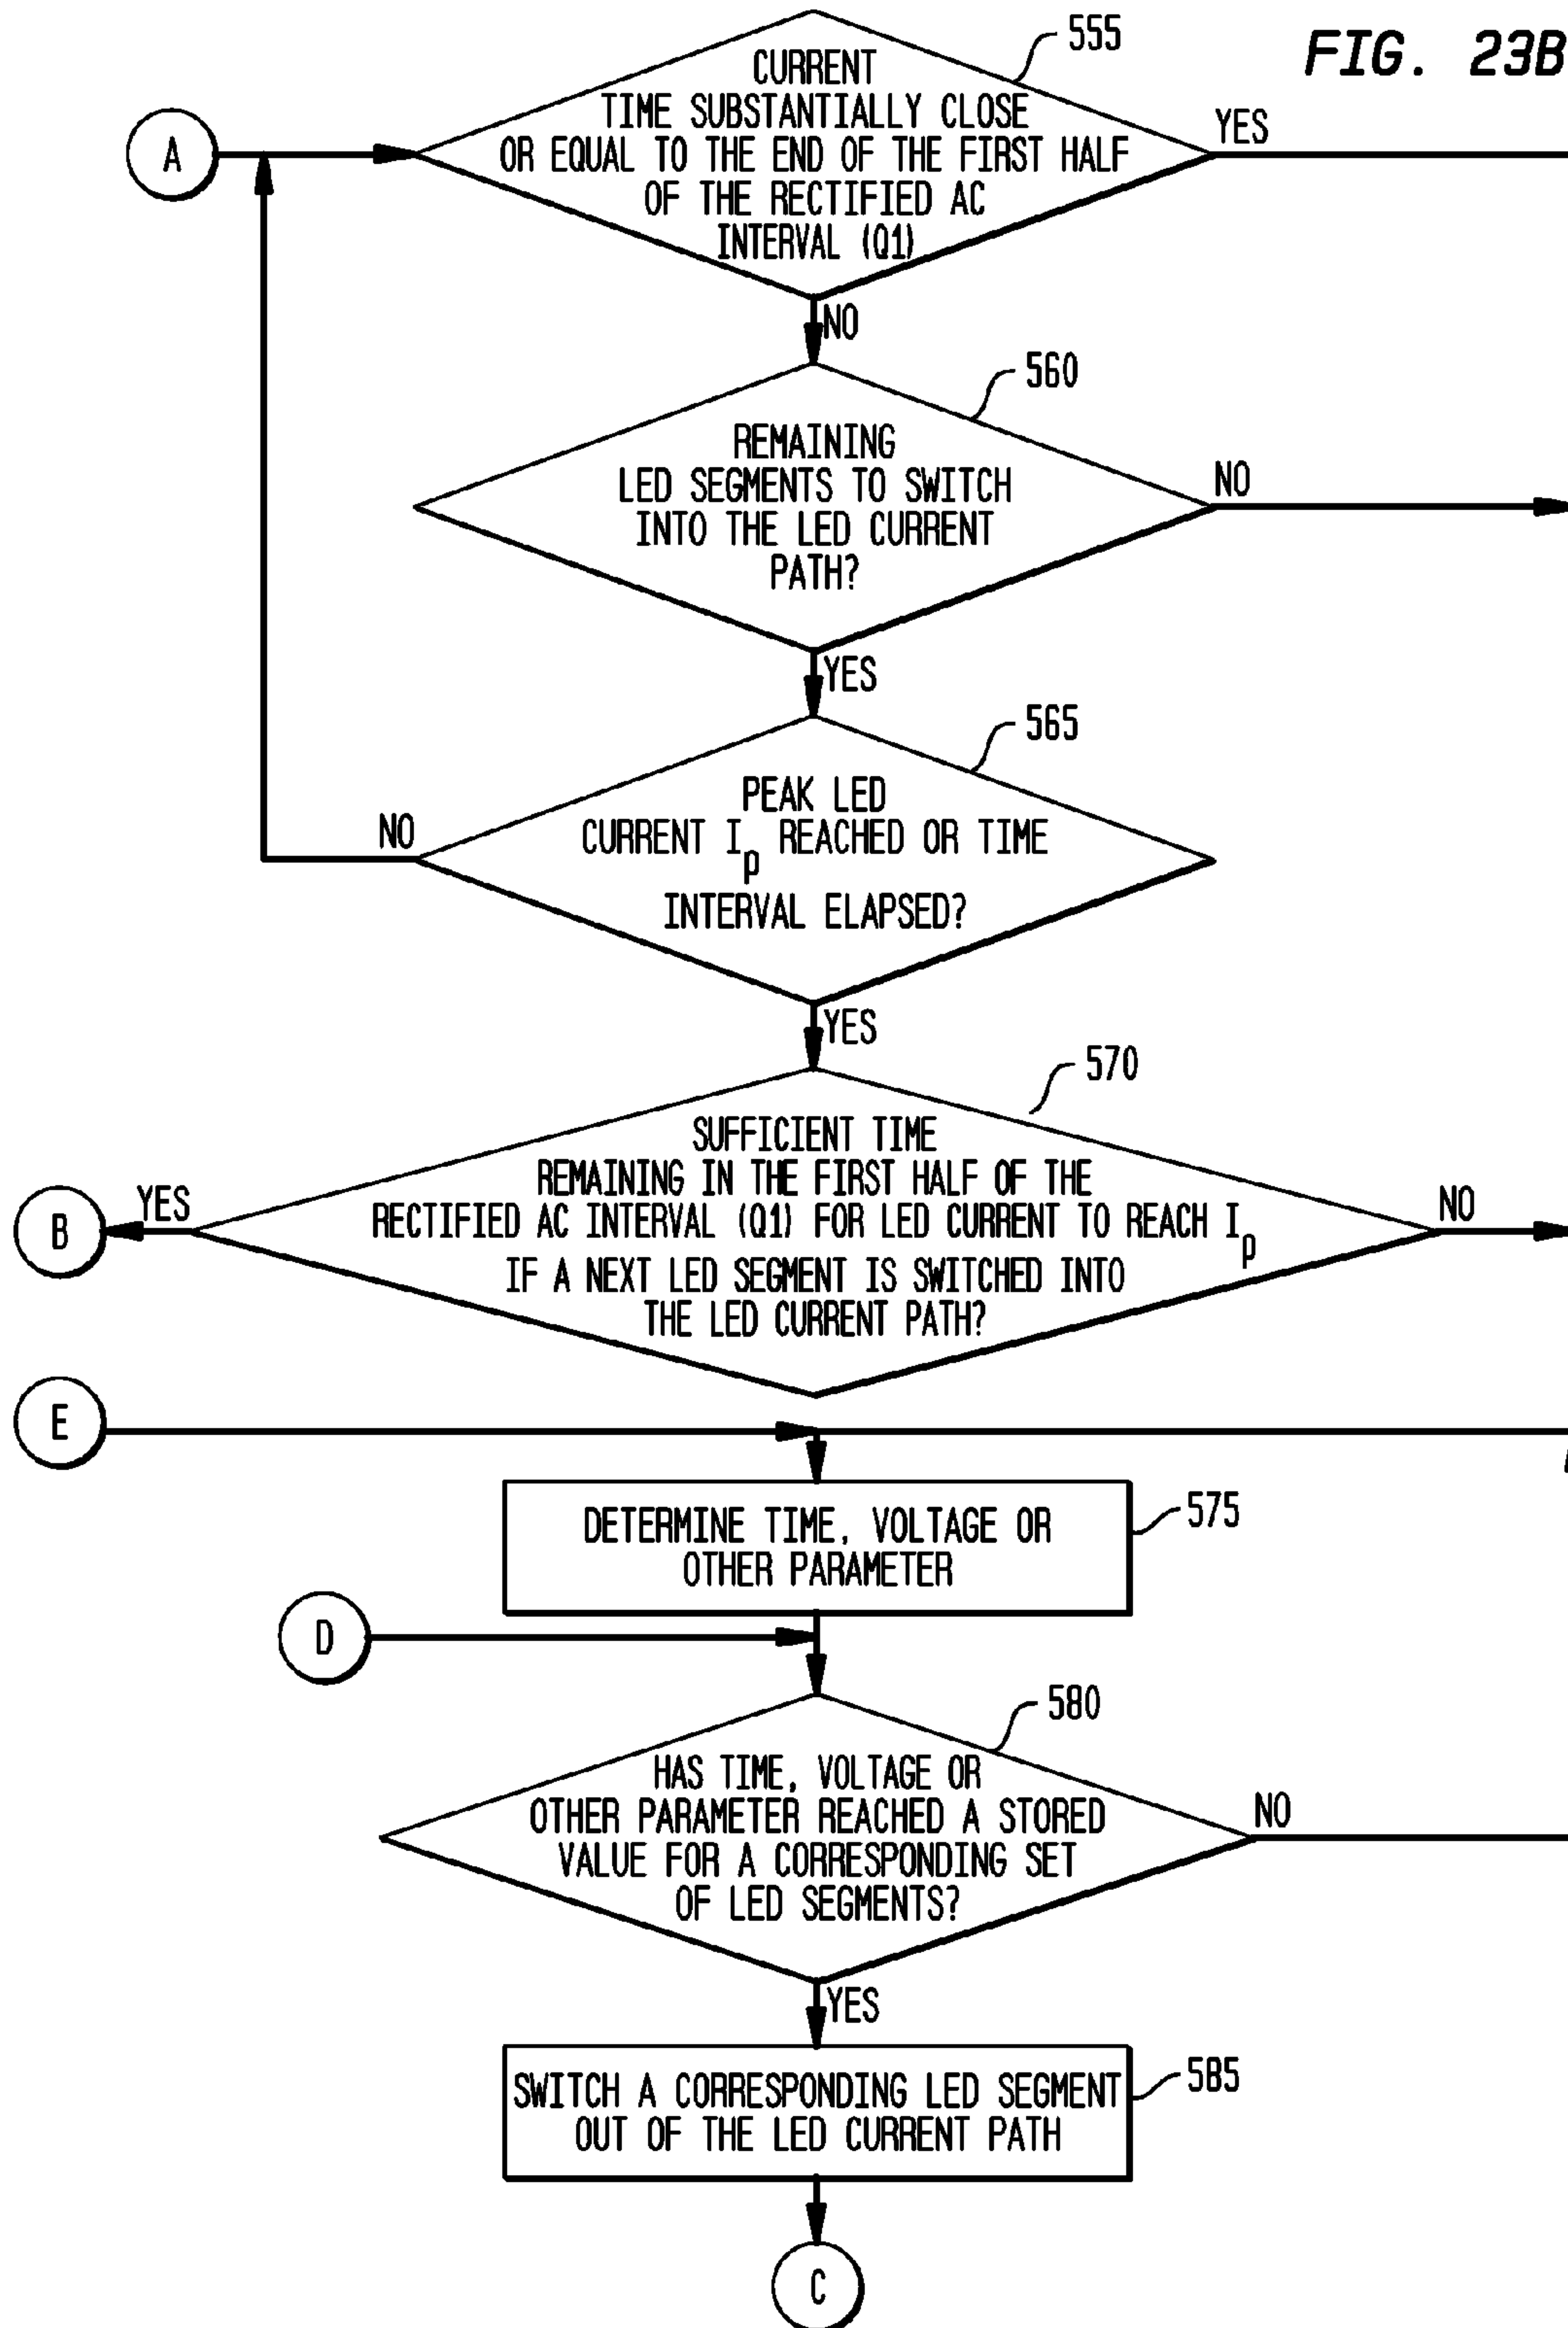 FIG. 23B
555
CURRENT
TIME SUBSTANTIALLY CLOSE
OR EQUAL TO THE END OF THE FIRST HALF
OF THE RECTIFIED AC
INTERVAL (Q1)
A
YES
NO
560
REMAINING
LED SEGMENTS TO SWITCH
INTO THE LED CURRENT
PATH?
NO
YES
565
PEAK LED
CURRENT Ip REACHED OR TIME
INTERVAL ELAPSED?
NO
YES
570
SUFFICIENT TIME
REMAINING IN THE FIRST HALF OF THE
RECTIFIED AC INTERVAL (Q1) FOR LED CURRENT TO REACH Ip
IF A NEXT LED SEGMENT IS SWITCHED INTO
THE LED CURRENT PATH?
B
YES
NO
E
DETERMINE TIME, VOLTAGE OR
OTHER PARAMETER
575
D
580
HAS TIME, VOLTAGE OR
OTHER PARAMETER REACHED A STORED
VALUE FOR A CORRESPONDING SET
OF LED SEGMENTS?
NO
YES
SWITCH A CORRESPONDING LED SEGMENT
OUT OF THE LED CURRENT PATH
585
C